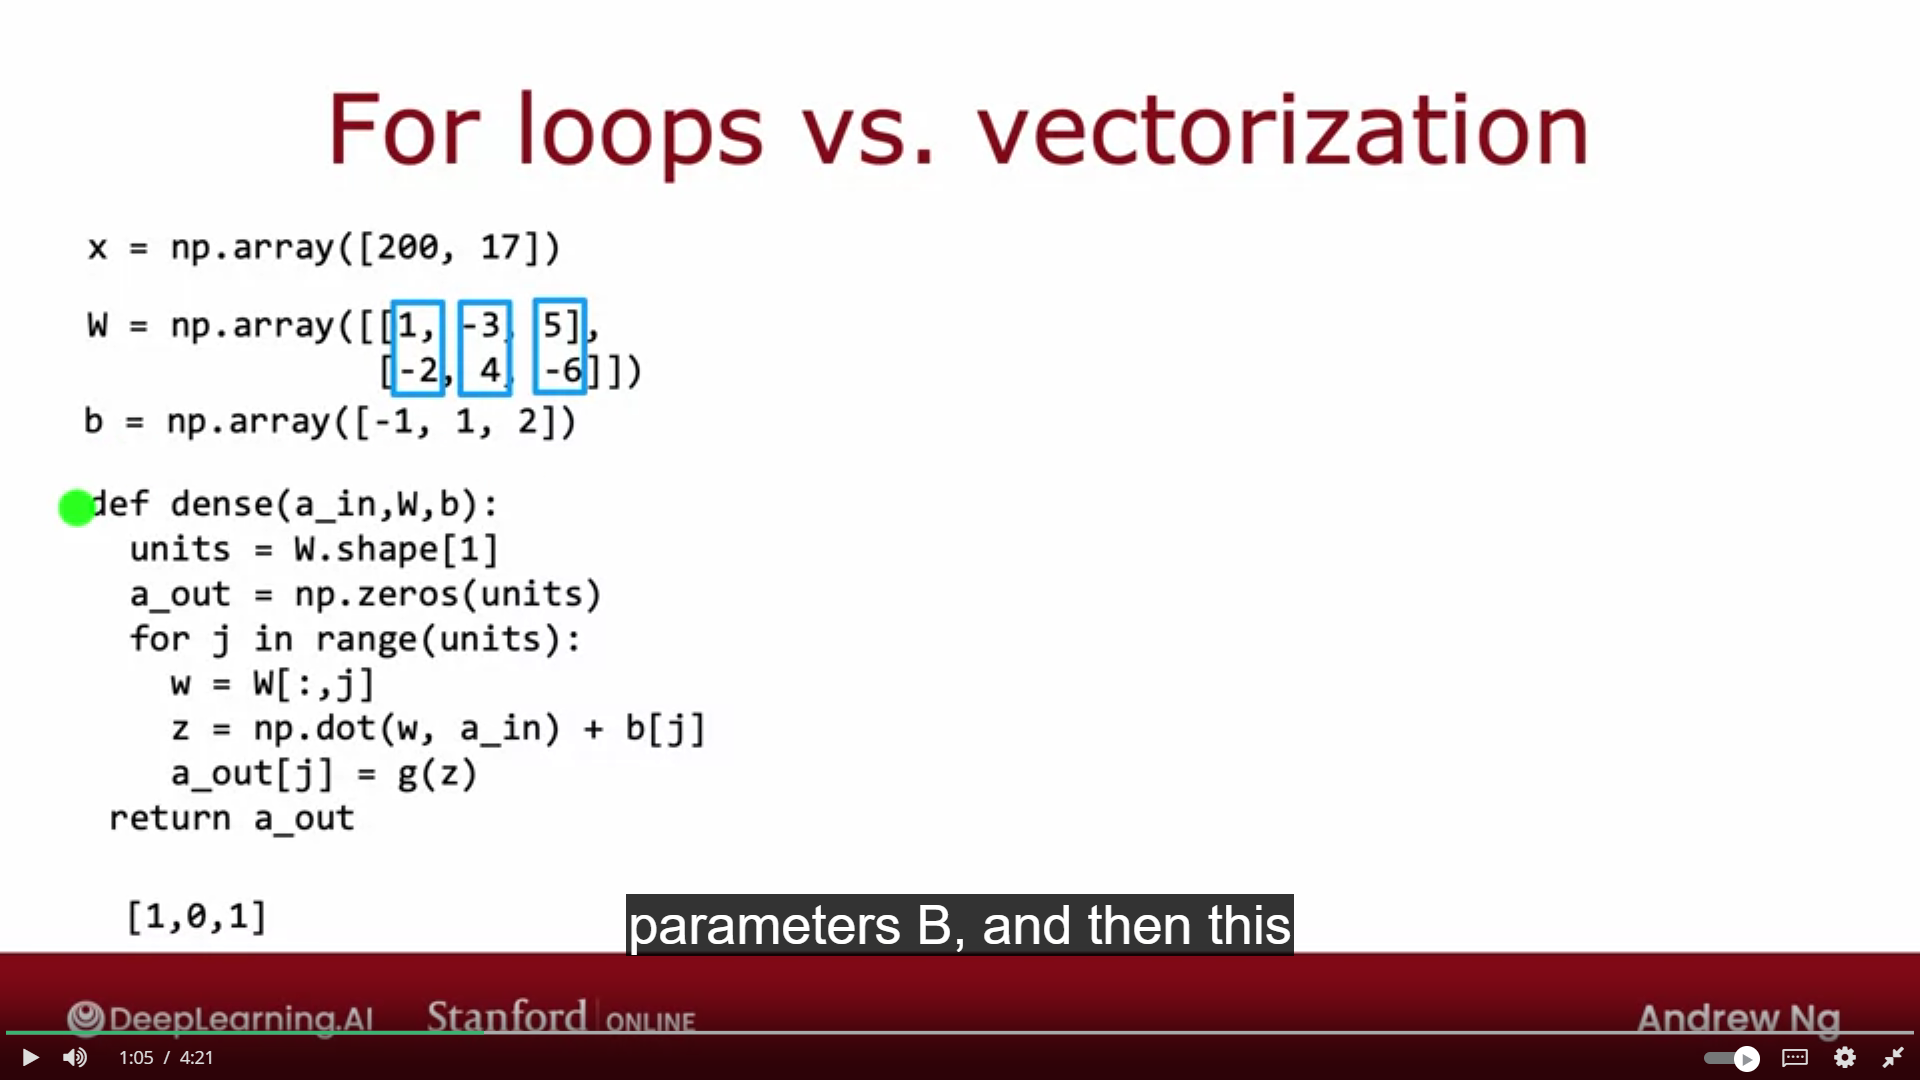 For loops vs. vectorization
x = np.array([200, 17])
W = np.array([[1, -3, 5],
[-2, 4, -6]])
b = np.array([-1, 1, 2])
def dense(a_in,W,b):
units = W.shape[1]
a_out = np.zeros(units)
for j in range(units):
w = W[:,j]
z = np.dot(w, a_in) + b[j]
a_out[j] = g(z)
return a_out
[1,0,1]
parameters B, and then this
DeepLearning.AI Stanford ONLINE Andrew Ng
1:05 / 4:21